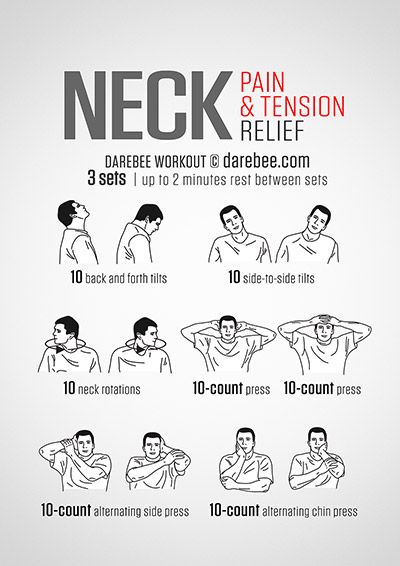 NECK
PAIN
& TENSION
RELIEF
DAREBEE WORKOUT © darebee.com
3 sets | up to 2 minutes rest between sets
10 back and forth tilts
10 side-to-side tilts
10 neck rotations
10-count press
10-count press
10-count alternating side press
10-count alternating chin press